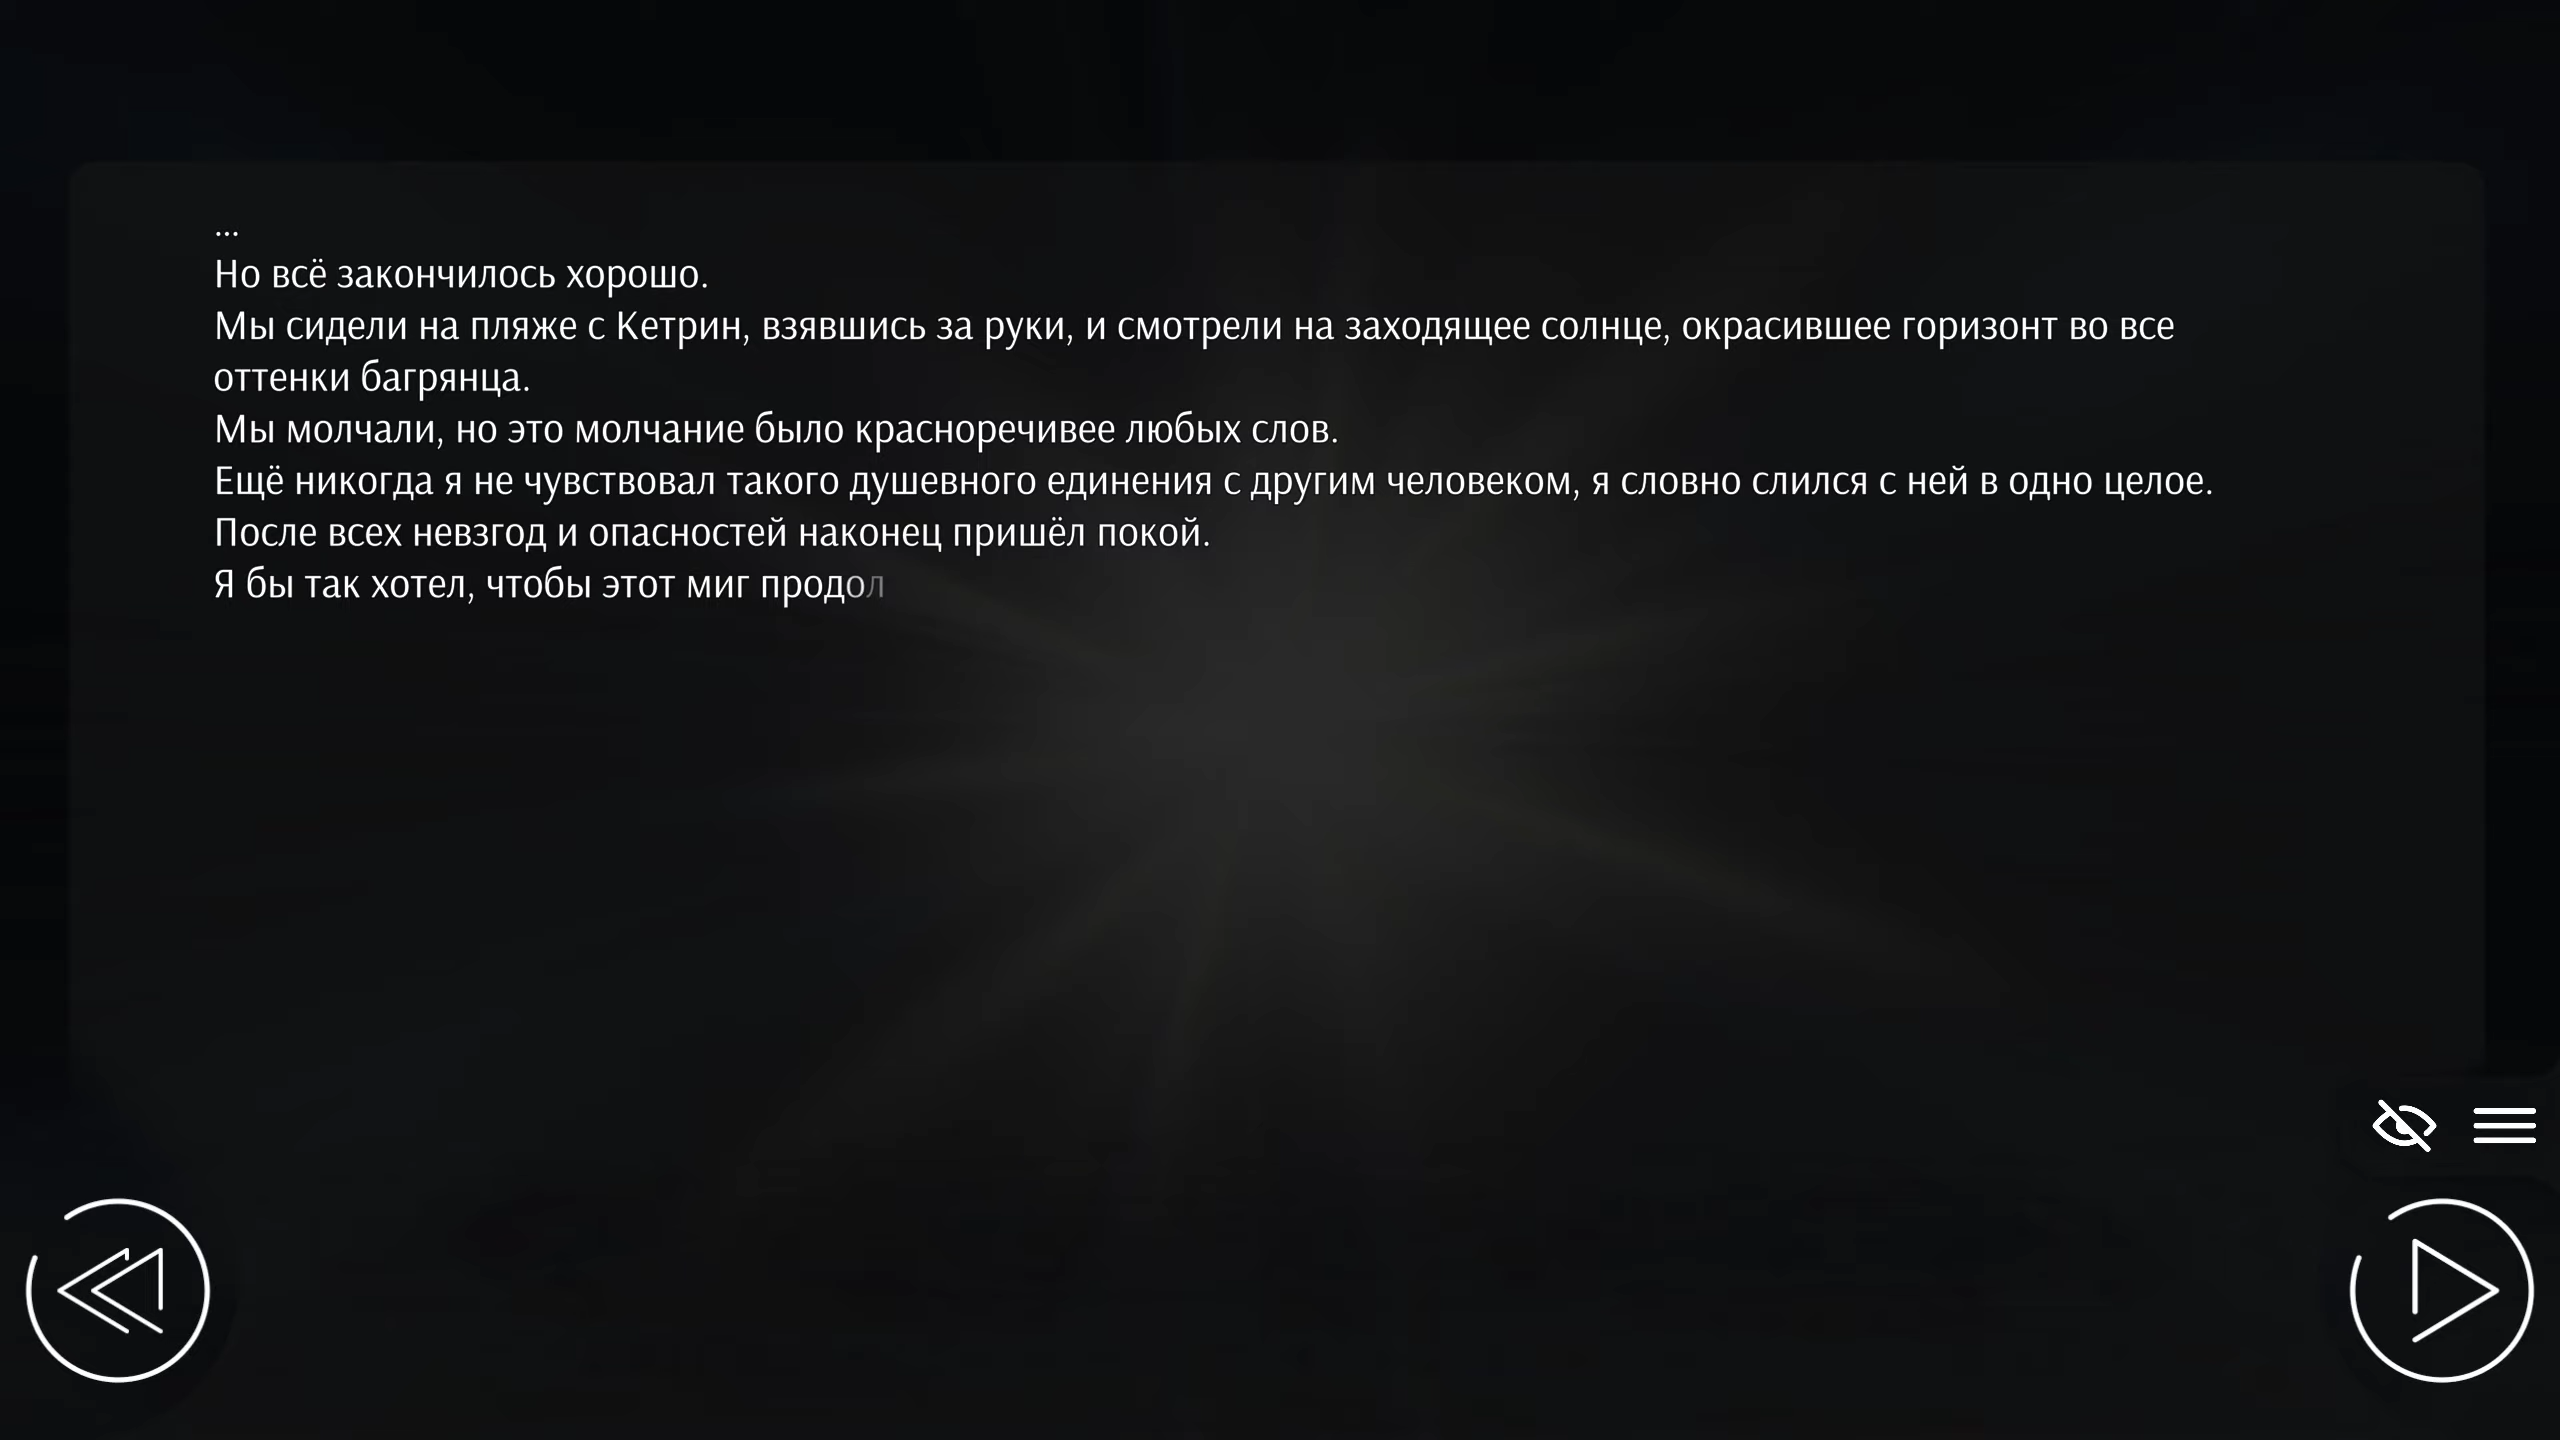 ...
Но всё закончилось хорошо.
Мы сидели на пляже с Кетрин, взявшись за руки, и смотрели на заходящее солнце, окрасившее горизонт во все
оттенки багрянца.
Мы молчали, но это молчание было красноречивее любых слов.
Ещё никогда я не чувствовал такого душевного единения с другим человеком, я словно слился с ней в одно целое.
После всех невзгод и опасностей наконец пришёл покой.
Я бы так хотел, чтобы этот миг продол